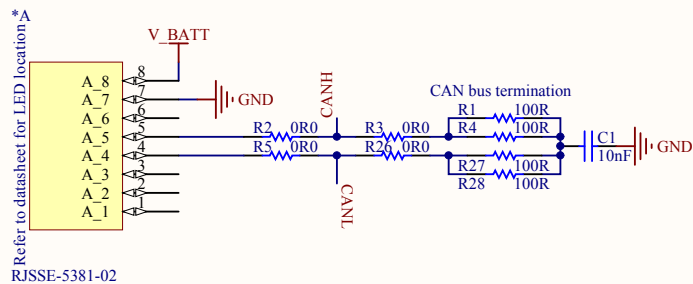 *A
Refer to datasheet for LED location
V_BATT
A_8 8
A_7 7
GND
A_6 6
A_5 5
A_4 4
A_3 3
A_2 2
A_1 1
RJSSE-5381-02
R2 0R0
R5 0R0
CANH
CANL
R3 0R0
R26 0R0
CAN bus termination
R1 100R
R4 100R
R27 100R
R28 100R
C1
10nF
GND